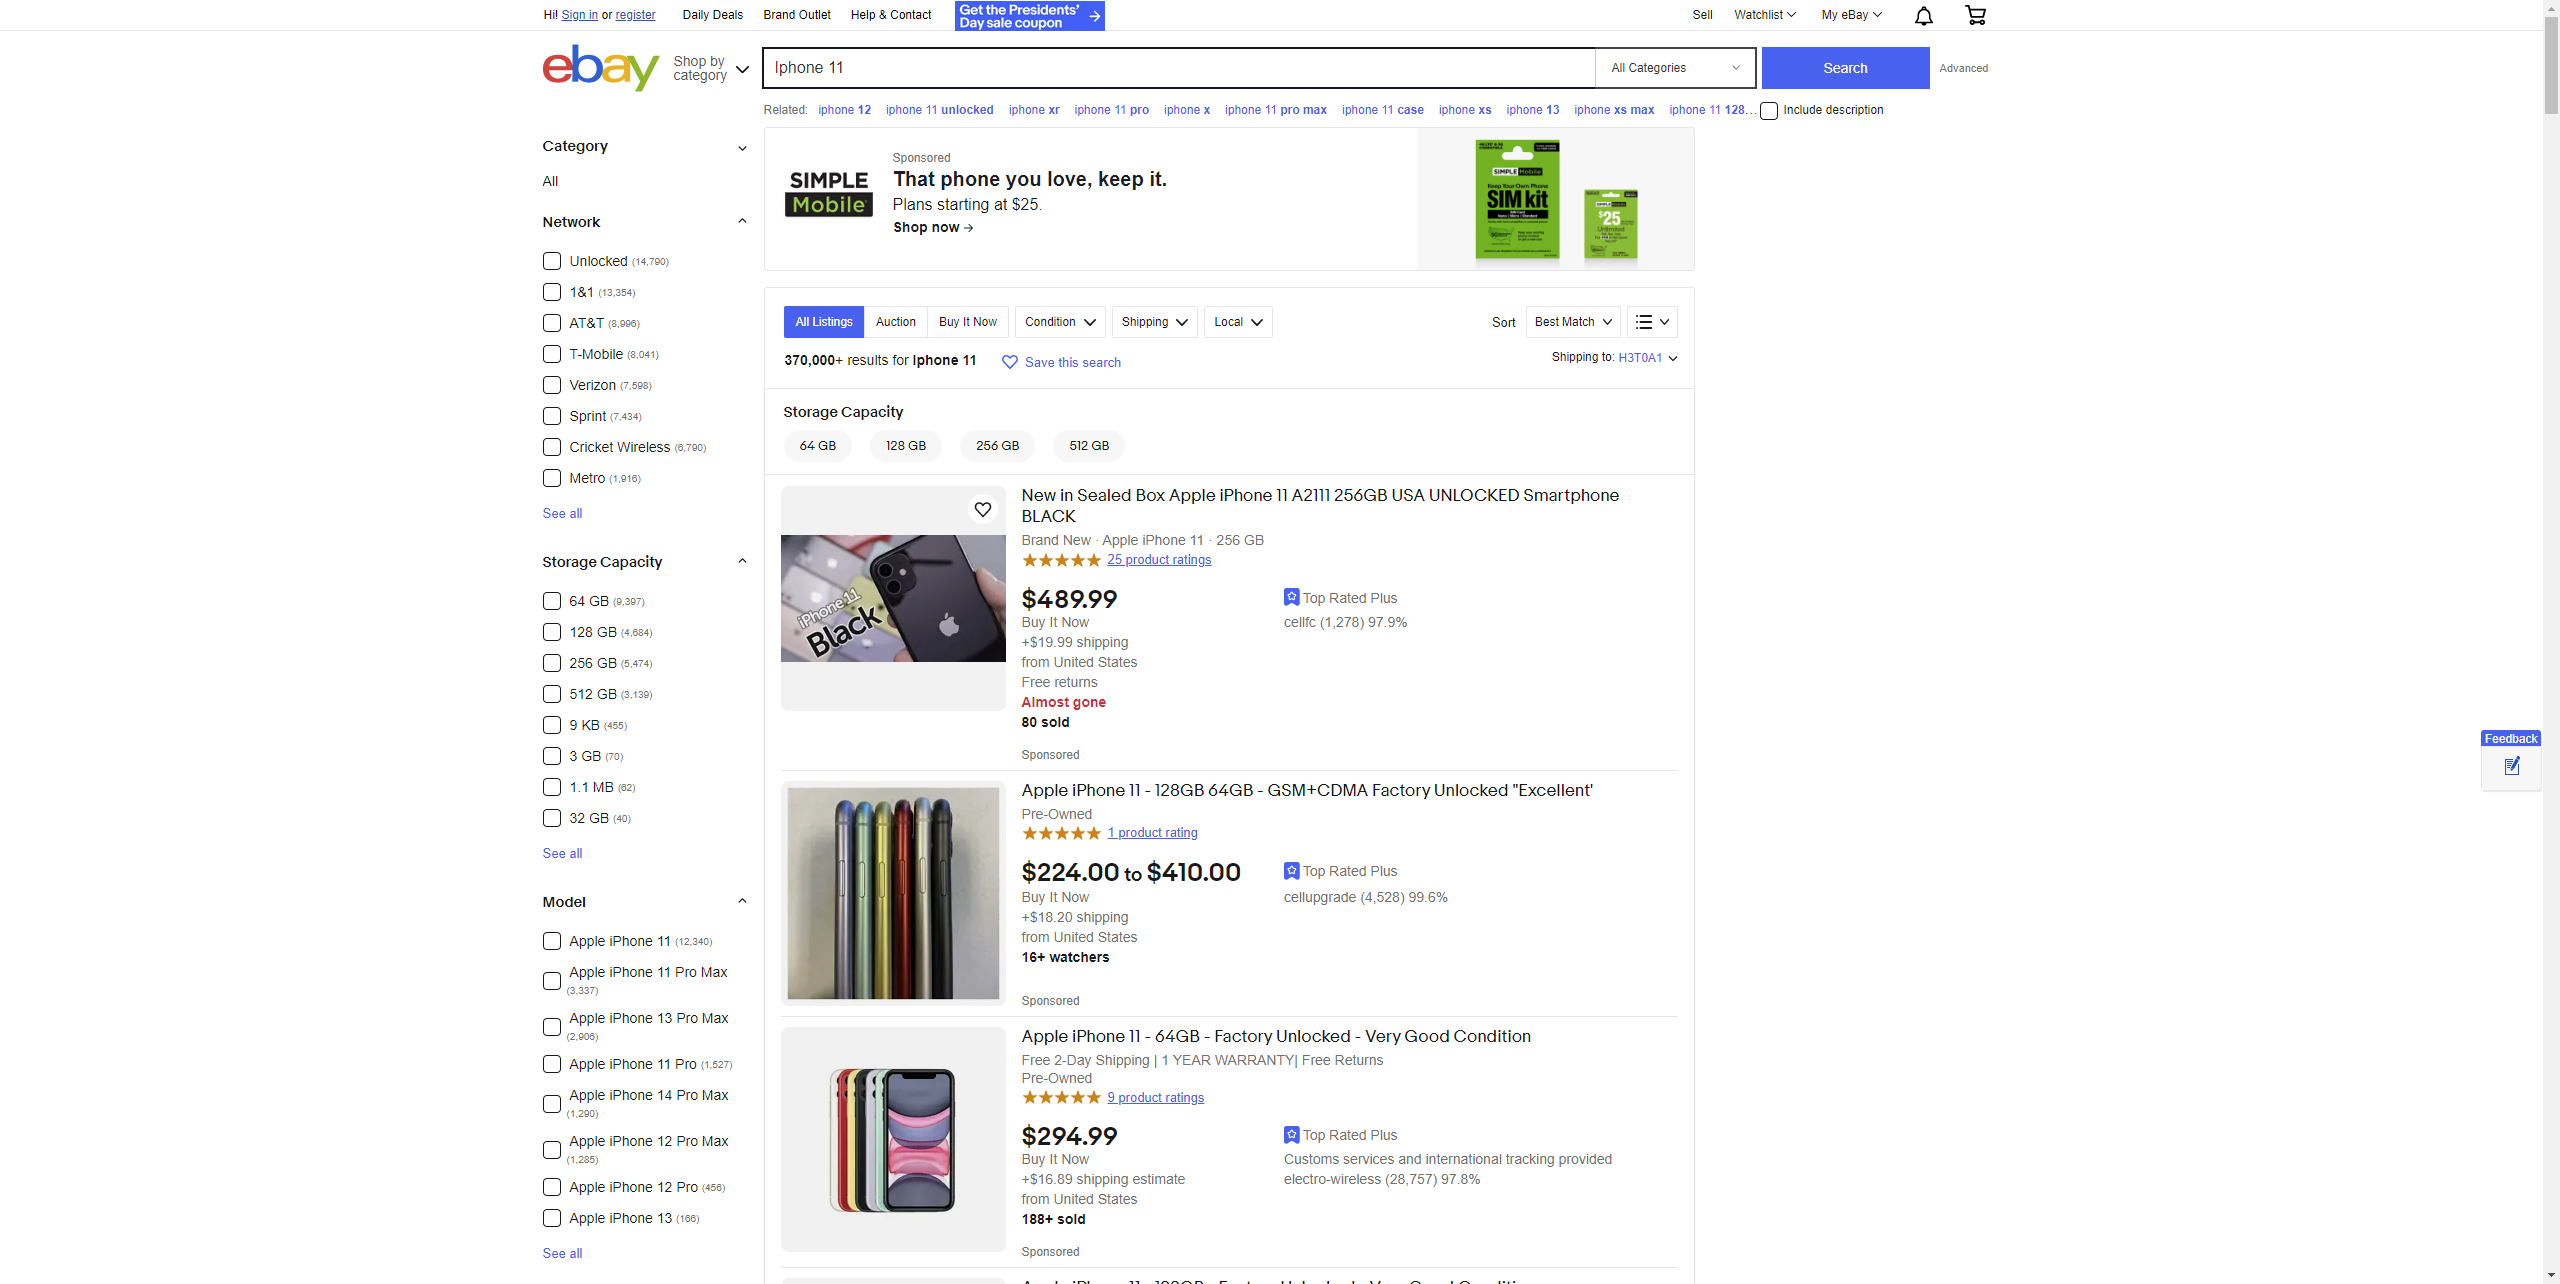 Hi! Sign in or register
Daily Deals
Brand Outlet
Help & Contact
Get the Presidents' Day sale coupon
Sell
Watchlist
My eBay
ebay
Shop by category
Iphone 11
All Categories
Search
Advanced
Related: iphone 12 iphone 11 unlocked iphone xr iphone 11 pro iphone x iphone 11 pro max iphone 11 case iphone xs iphone 13 iphone xs max iphone 11 128…
Include description
Category
All
Network
Unlocked (14,790)
1&1 (13,354)
AT&T (8,996)
T-Mobile (8,041)
Verizon (7,598)
Sprint (7,434)
Cricket Wireless (6,790)
Metro (1,916)
See all
Storage Capacity
64 GB (9,397)
128 GB (4,684)
256 GB (5,474)
512 GB (3,139)
9 KB (455)
3 GB (70)
1.1 MB (62)
32 GB (40)
See all
Model
Apple iPhone 11 (12,340)
Apple iPhone 11 Pro Max
(3,337)
Apple iPhone 13 Pro Max
(2,906)
Apple iPhone 11 Pro (1,527)
Apple iPhone 14 Pro Max
(1,290)
Apple iPhone 12 Pro Max
(1,285)
Apple iPhone 12 Pro (456)
Apple iPhone 13 (166)
See all
SIMPLE
Mobile
Sponsored
That phone you love, keep it.
Plans starting at $25.
Shop now
SIMPLE Mobile
Keep Your Own Phone
SIM kit
SIMPLE Mobile
$25
Unlimited
All Listings
Auction
Buy It Now
Condition
Shipping
Local
Sort
Best Match
370,000+ results for Iphone 11
Save this search
Shipping to: H3T0A1
Storage Capacity
64 GB
128 GB
256 GB
512 GB
iPhone 11
Black
New in Sealed Box Apple iPhone 11 A2111 256GB USA UNLOCKED Smartphone
BLACK
Brand New · Apple iPhone 11 · 256 GB
25 product ratings
$489.99
Buy It Now
+$19.99 shipping
from United States
Free returns
Almost gone
80 sold
Top Rated Plus
cellfc (1,278) 97.9%
Sponsored
Apple iPhone 11 - 128GB 64GB - GSM+CDMA Factory Unlocked "Excellent'
Pre-Owned
1 product rating
$224.00 to $410.00
Buy It Now
+$18.20 shipping
from United States
16+ watchers
Top Rated Plus
cellupgrade (4,528) 99.6%
Sponsored
Apple iPhone 11 - 64GB - Factory Unlocked - Very Good Condition
Free 2-Day Shipping | 1 YEAR WARRANTY| Free Returns
Pre-Owned
9 product ratings
$294.99
Buy It Now
+$16.89 shipping estimate
from United States
188+ sold
Top Rated Plus
Customs services and international tracking provided
electro-wireless (28,757) 97.8%
Sponsored
Feedback